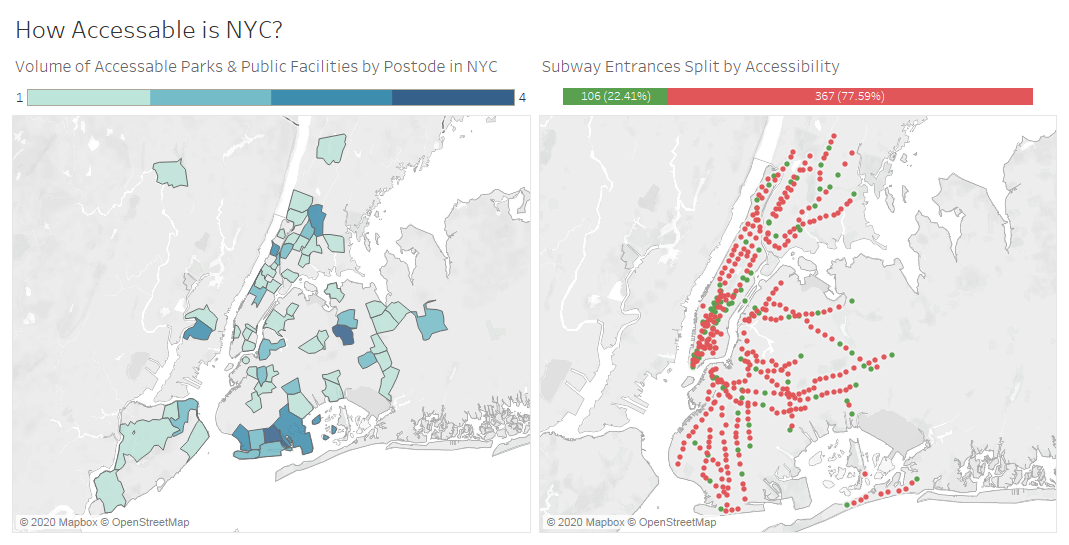 How Accessable is NYC?
Volume of Accessable Parks & Public Facilities by Postode in NYC
1 4
Subway Entrances Split by Accessibility
106 (22.41%) 367 (77.59%)
© 2020 Mapbox © OpenStreetMap
© 2020 Mapbox © OpenStreetMap